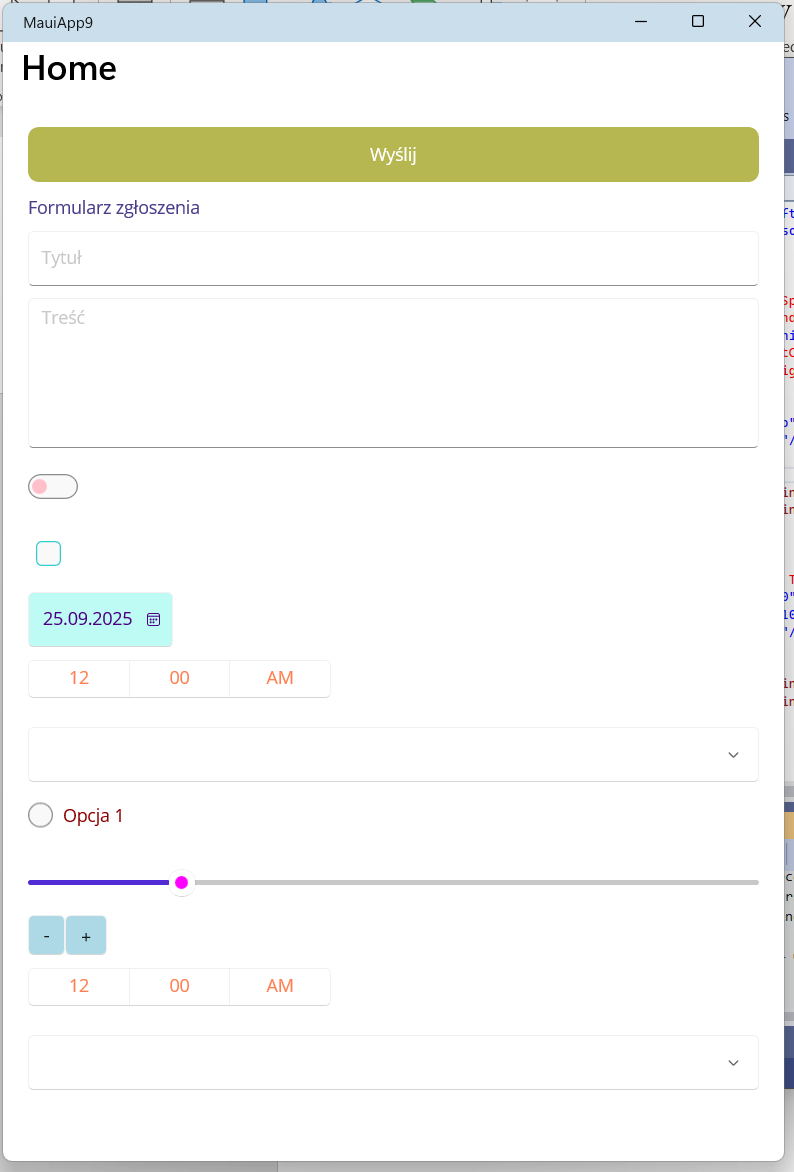 MauiApp9
Home
Wyślij
Formularz zgłoszenia
Tytuł
Treść
25.09.2025
12 00 AM
Opcja 1
- +
12 00 AM